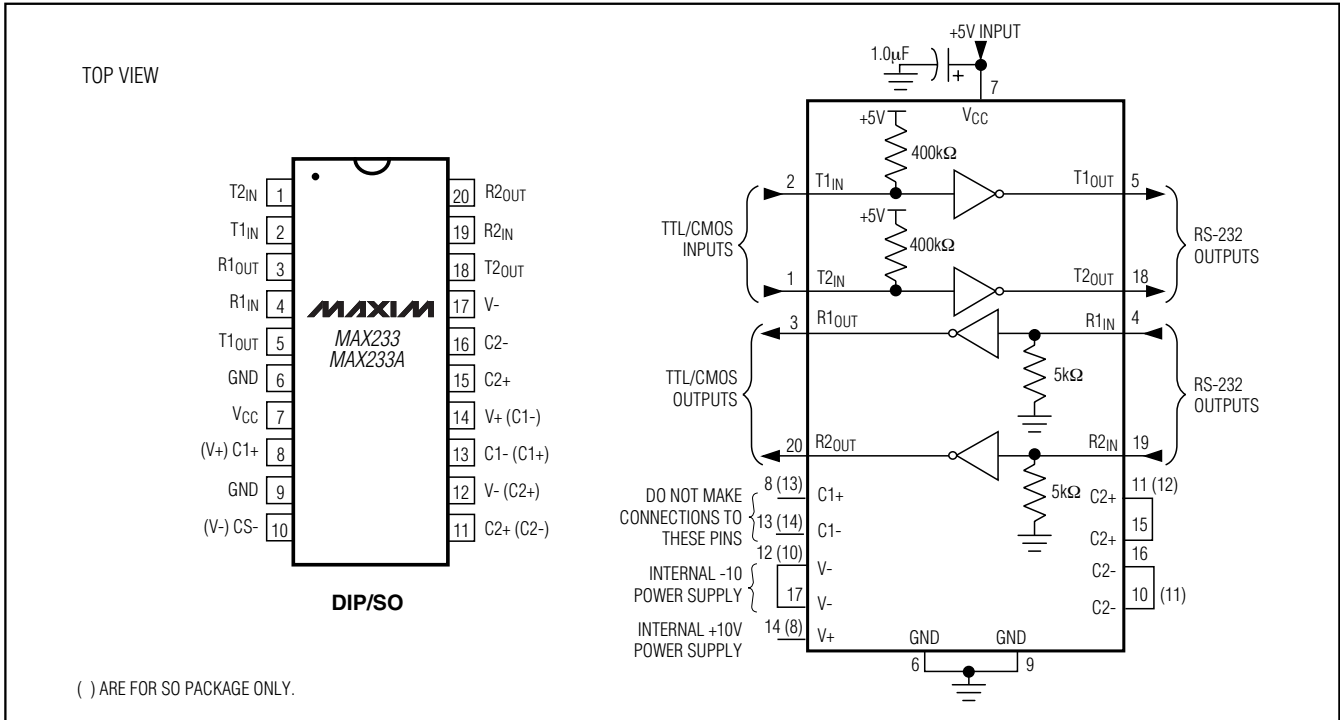 TOP VIEW
T2IN 1
T1IN 2
R1OUT 3
R1IN 4
T1OUT 5
GND 6
VCC 7
(V+) C1+ 8
GND 9
(V-) CS- 10
MAXIM
MAX233
MAX233A
20 R2OUT
19 R2IN
18 T2OUT
17 V-
16 C2-
15 C2+
14 V+ (C1-)
13 C1- (C1+)
12 V- (C2+)
11 C2+ (C2-)
DIP/SO
( ) ARE FOR SO PACKAGE ONLY.
+5V INPUT
1.0μF
+
7
VCC
+5V
400kΩ
2 T1IN
T1OUT 5
+5V
400kΩ
TTL/CMOS
INPUTS
RS-232
OUTPUTS
1 T2IN
T2OUT 18
3 R1OUT
R1IN 4
5kΩ
TTL/CMOS
OUTPUTS
RS-232
OUTPUTS
20 R2OUT
R2IN 19
5kΩ
DO NOT MAKE
CONNECTIONS TO
THESE PINS
8 (13) C1+
13 (14) C1-
INTERNAL -10
POWER SUPPLY
12 (10) V-
17 V-
INTERNAL +10V
POWER SUPPLY
14 (8) V+
C2+ 11 (12)
C2+ 15
C2- 16
C2- 10 (11)
GND GND
6 9